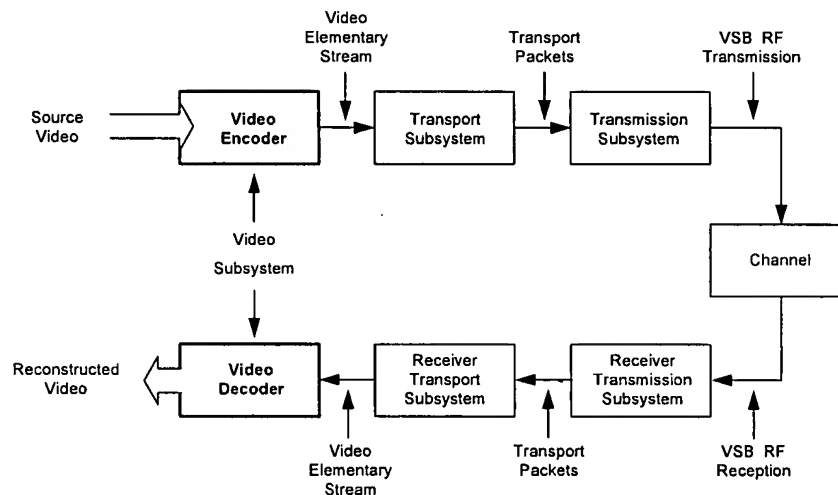 Video
Elementary
Stream
Transport
Packets
VSB RF
Transmission
Source
Video
Video
Encoder
Transport
Subsystem
Transmission
Subsystem
Video
Subsystem
Channel
Reconstructed
Video
Video
Decoder
Receiver
Transport
Subsystem
Receiver
Transmission
Subsystem
Video
Elementary
Stream
Transport
Packets
VSB RF
Reception